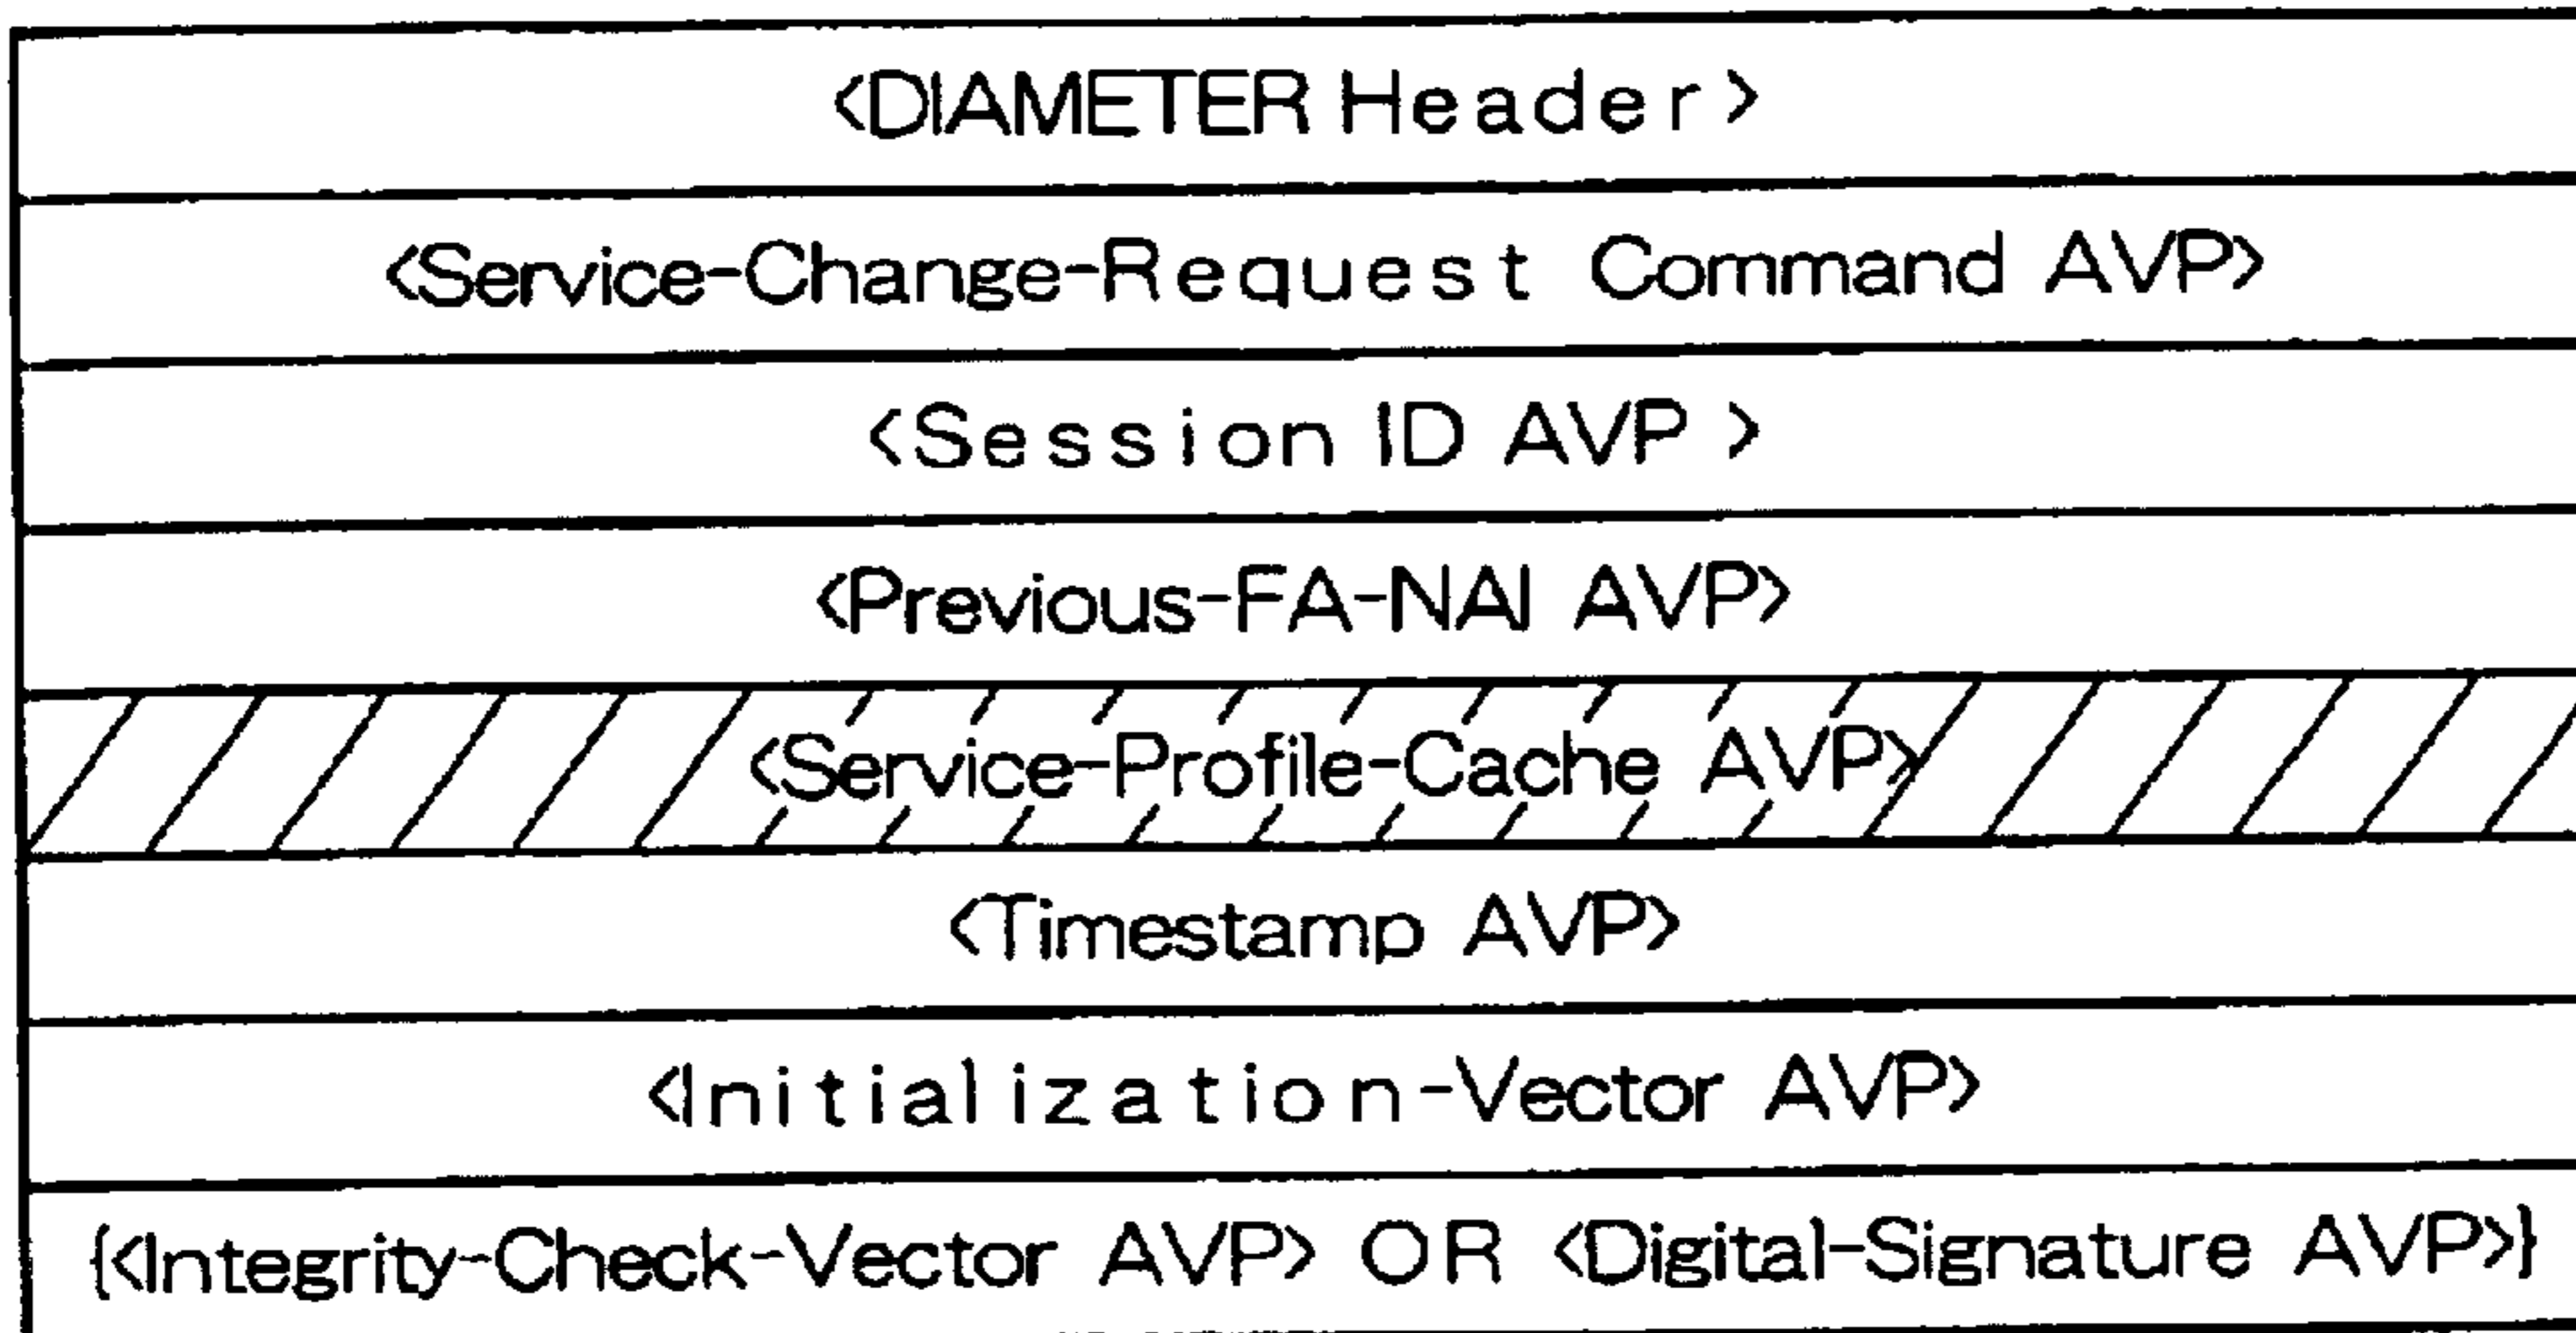 <DIAMETER Header>
<Service-Change-Request Command AVP>
<Session ID AVP >
<Previous-FA-NAI AVP>
<Service-Profile-Cache AVP>
<Timestamp AVP>
<Initialization-Vector AVP>
{<Integrity-Check-Vector AVP> OR <Digital-Signature AVP>}